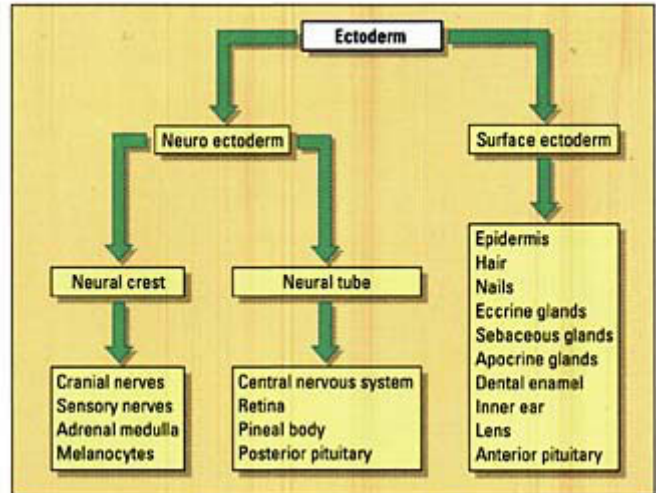 Ectoderm
Neuro ectoderm
Surface ectoderm
Neural crest
Neural tube
Cranial nerves
Sensory nerves
Adrenal medulla
Melanocytes
Central nervous system
Retina
Pineal body
Posterior pituitary
Epidermis
Hair
Nails
Eccrine glands
Sebaceous glands
Apocrine glands
Dental enamel
Inner ear
Lens
Anterior pituitary